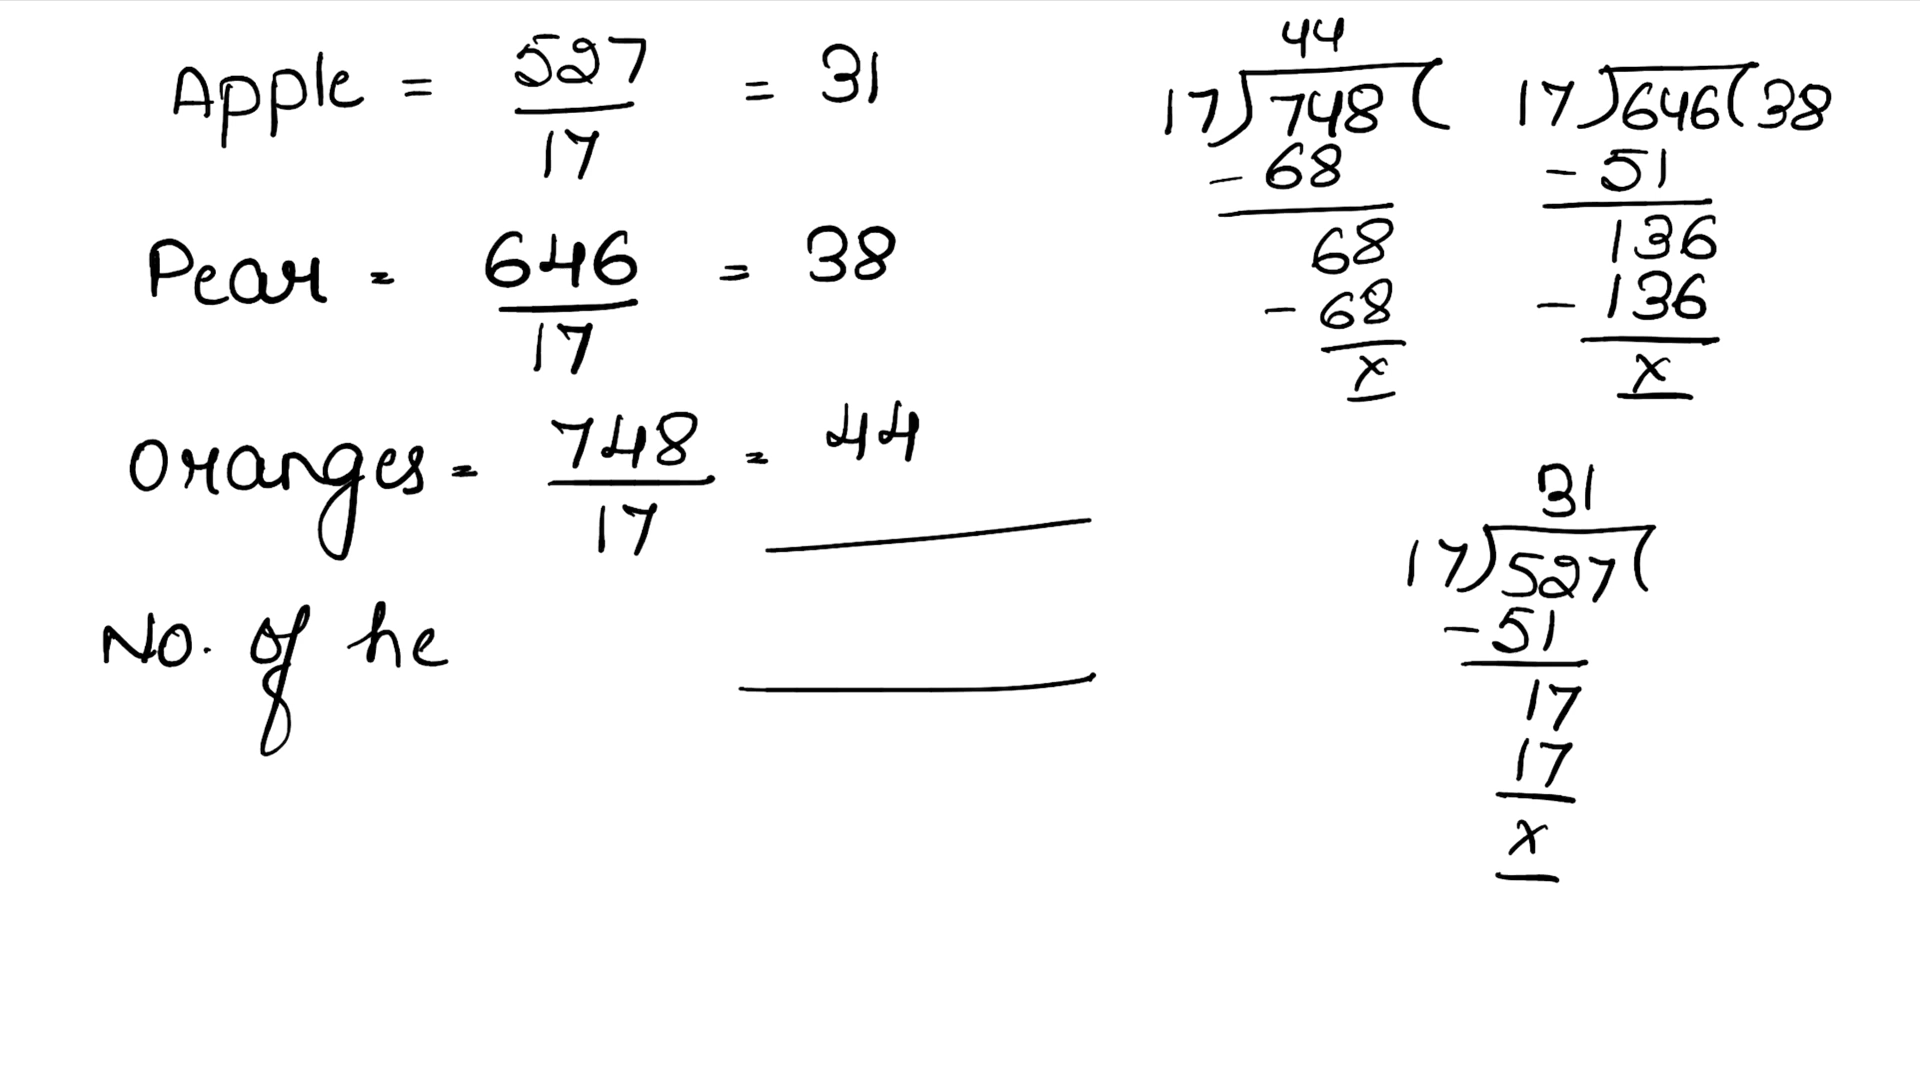 Apple = 527/17 = 31
Pear = 646/17 = 38
Oranges = 748/17 = 44
No. of he
44
17)748(
- 68
68
- 68
x
17)646(38
- 51
136
- 136
x
31
17)527(
- 51
17
17
x